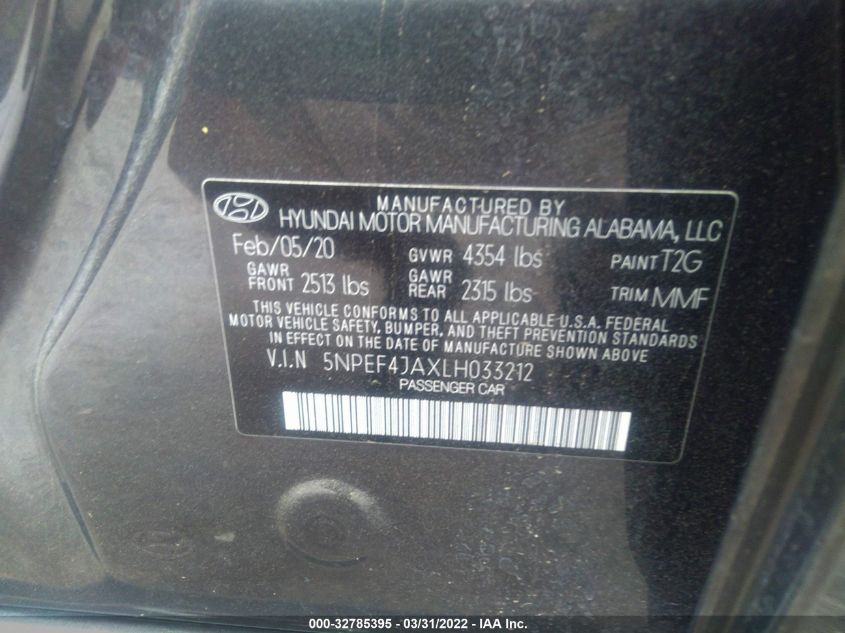 MANUFACTURED BY
HYUNDAI MOTOR MANUFACTURING ALABAMA, LLC
Feb/05/20 GVWR 4354 lbs PAINT T2G
GAWR FRONT 2513 lbs GAWR REAR 2315 lbs TRIM MMF
THIS VEHICLE CONFORMS TO ALL APPLICABLE U.S.A. FEDERAL
MOTOR VEHICLE SAFETY, BUMPER, AND THEFT PREVENTION STANDARDS
IN EFFECT ON THE DATE OF MANUFACTURE SHOWN ABOVE
V.I.N 5NPEF4JAXLH033212
PASSENGER CAR
000-32785395 - 03/31/2022 - IAA Inc.